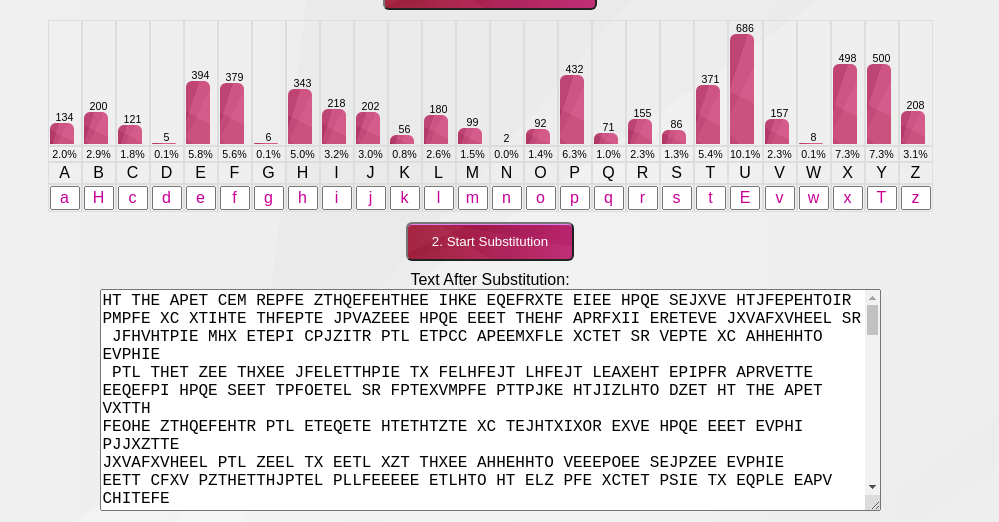 686
498 500
432
394 379
371
343
218 202
200
180
155 157
134
121
99
92
86
71
56
208
5 6 2 8
2.0% 2.9% 1.8% 0.1% 5.8% 5.6% 0.1% 5.0% 3.2% 3.0% 0.8% 2.6% 1.5% 0.0% 1.4% 6.3% 1.0% 2.3% 1.3% 5.4% 10.1% 2.3% 0.1% 7.3% 7.3% 3.1%
A B C D E F G H I J K L M N O P Q R S T U V W X Y Z
a H c d e f g h i j k l m n o p q r s t E v w x T z
2. Start Substitution
Text After Substitution:
HT THE APET CEM REPFE ZTHQEFEHTHEE IHKE EQEFRXTE EIEE HPQE SEJXVE HTJFEPEHTOIR
PMPFE XC XTIHTE THFEPTE JPVAZEEE HPQE EEET THEHF APRFXII ERETEVE JXVAFXVHEEL SR
JFHVHTPIE MHX ETEPI CPJZITR PTL ETPCC APEEMXFLE XCTET SR VEPTE XC AHHEHHTO
EVPHIE
PTL THET ZEE THXEE JFELETTHPIE TX FELHFEJT LHFEJT LEAXEHT EPIPFR APRVETTE
EEQEFPI HPQE SEET TPFOETEL SR FPTEXVMPFE PTTPJKE HTJIZLHTO DZET HT THE APET
VXTTH
FEOHE ZTHQEFEHTR PTL ETEQETE HTETHTZTE XC TEJHTXIXOR EXVE HPQE EEET EVPHI
PJJXZTTE
JXVAFXVHEEL PTL ZEEL TX EETL XZT THXEE AHHEHHTO VEEEPOEE SEJPZEE EVPHIE
EETT CFXV PZTHETTHJPTEL PLLFEEEEE ETLHTO HT ELZ PFE XCTET PSIE TX EQPLE EAPV
CHITEFE